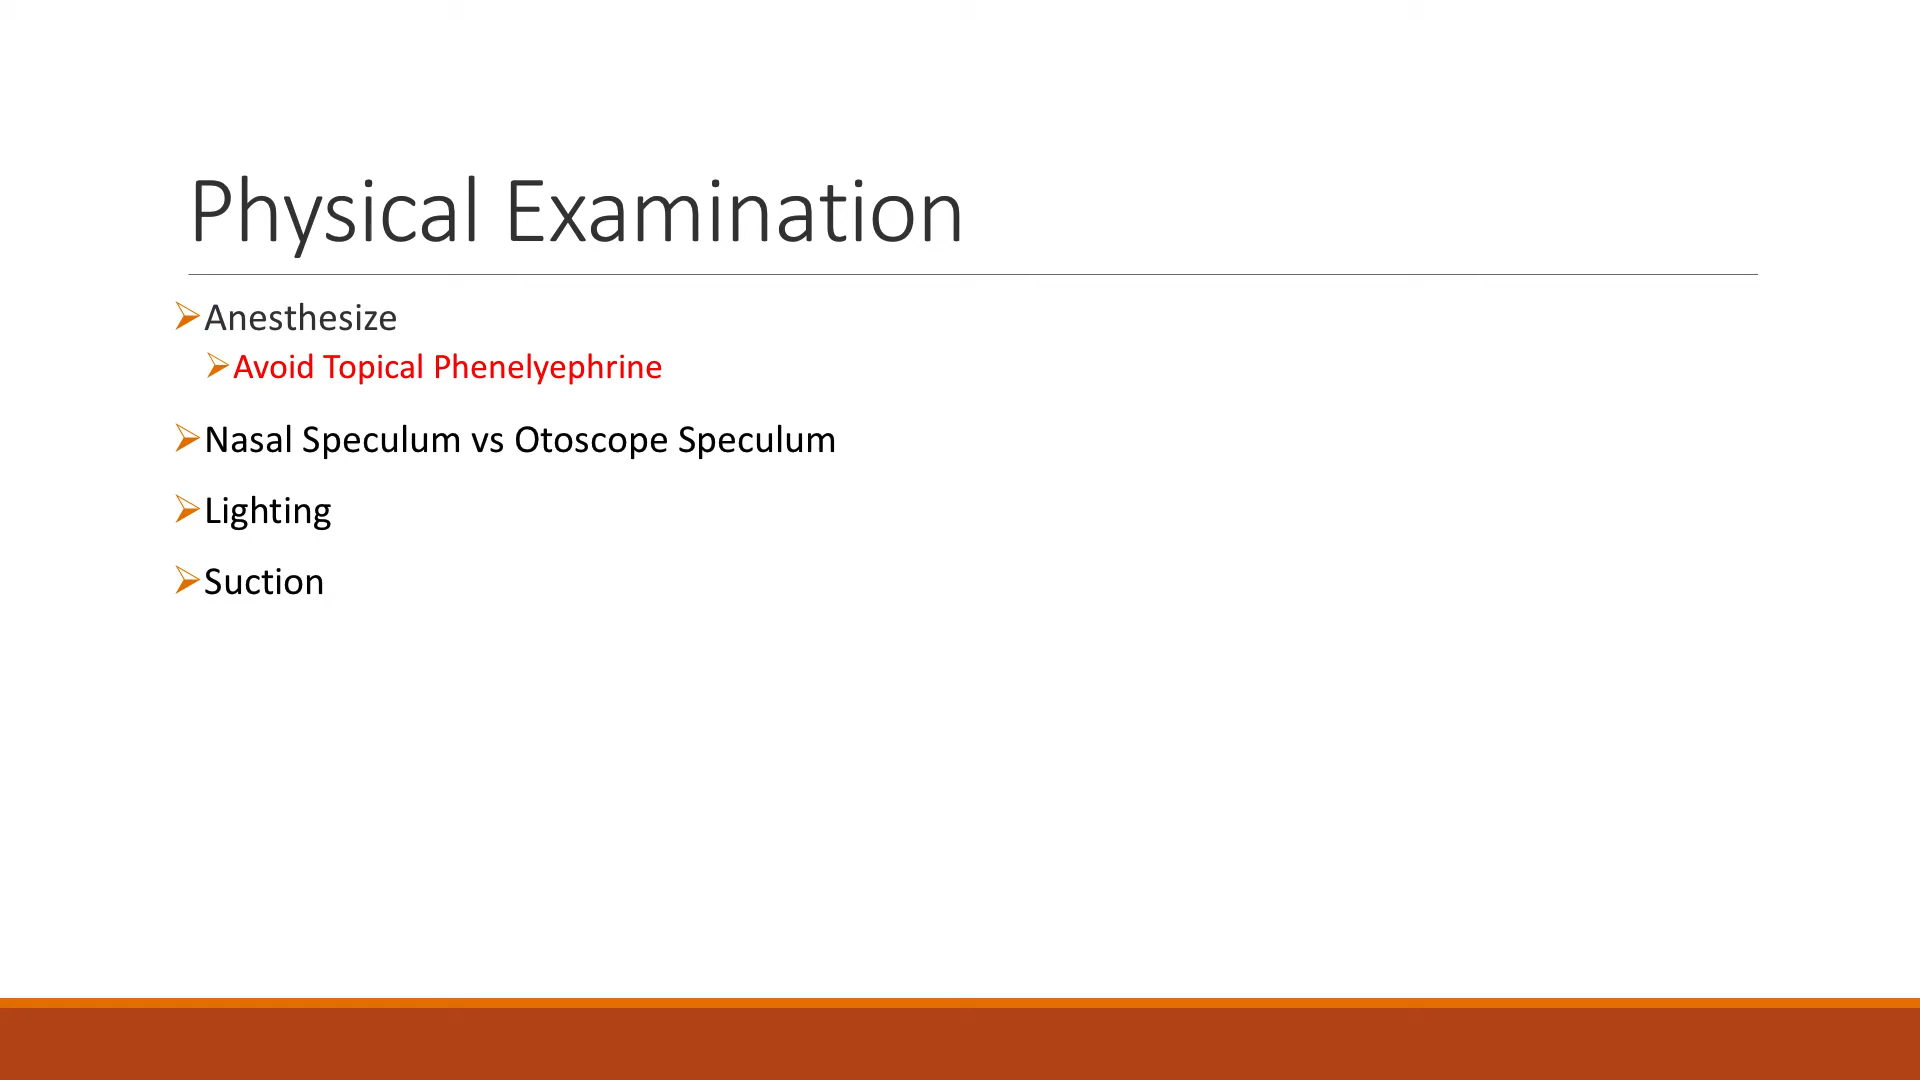 Physical Examination
Anesthesize
Avoid Topical Phenelyephrine
Nasal Speculum vs Otoscope Speculum
Lighting
Suction